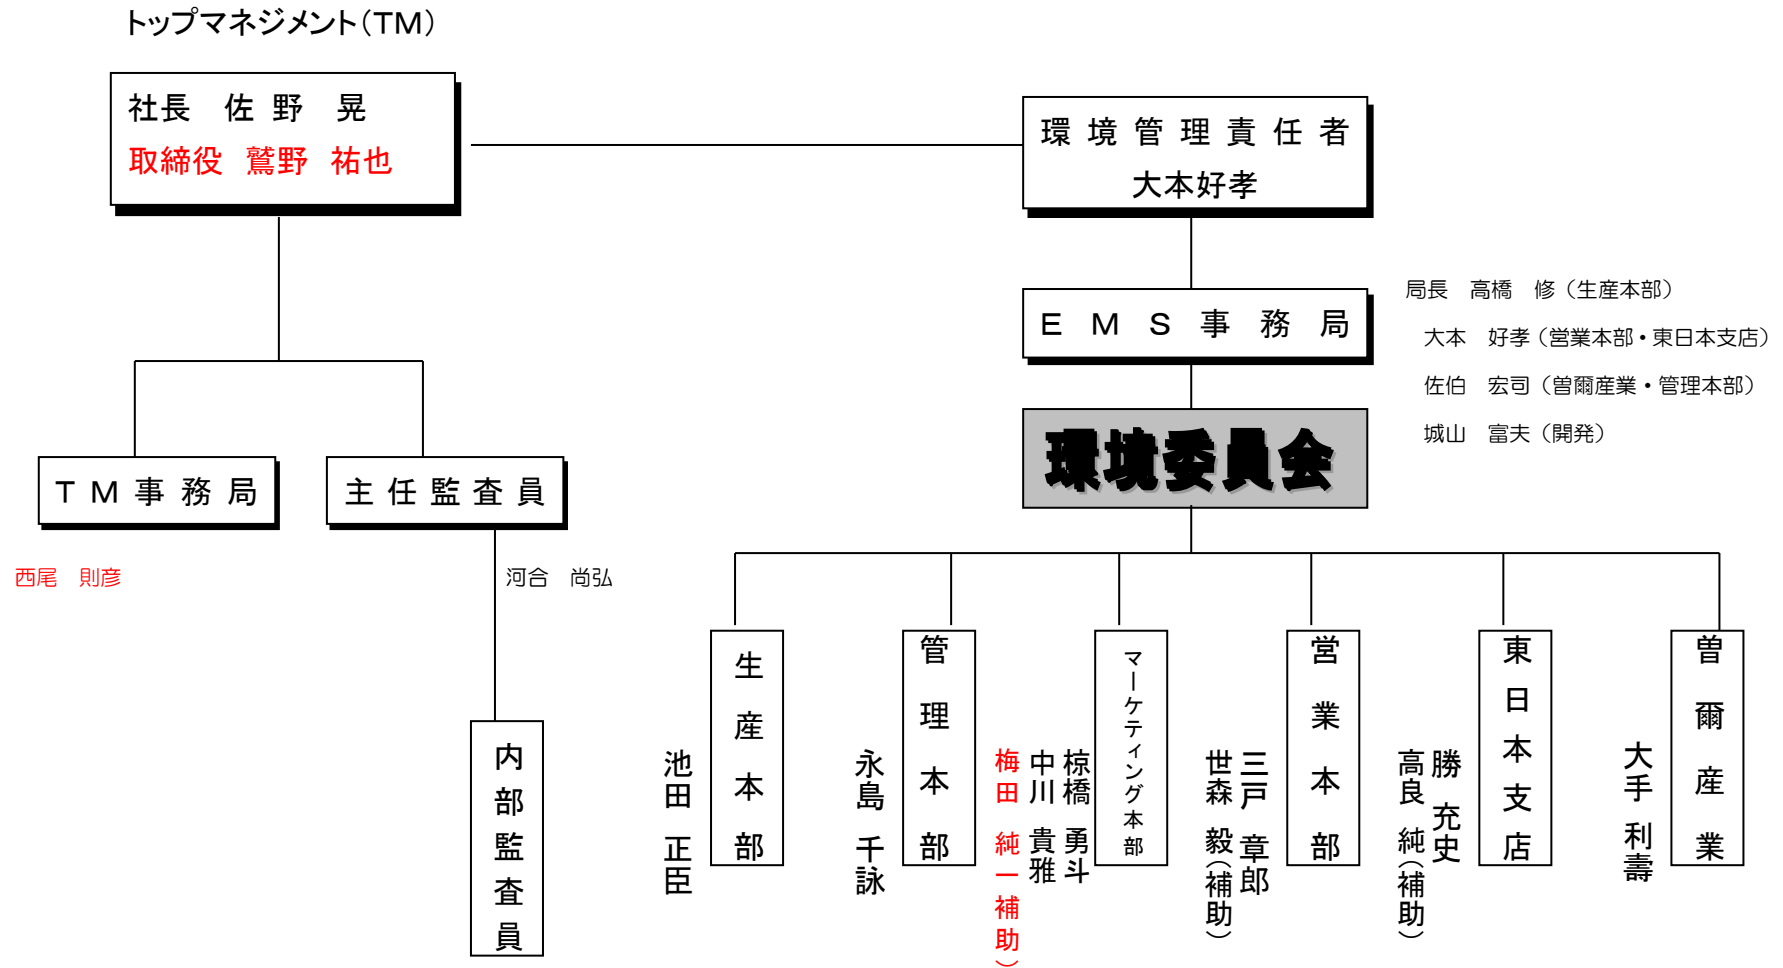 トップマネジメント（TM）
社長　佐 野　晃
取締役　鷲野　祐也
環 境 管 理 責 任 者
大本好孝
Ｅ Ｍ Ｓ 事 務 局
局長　高橋　修（生産本部）
大本　好孝（営業本部・東日本支店）
佐伯　宏司（曽爾産業・管理本部）
城山　富夫（開発）
環境委員会
Ｔ Ｍ 事 務 局
主 任 監 査 員
西尾　則彦
河合　尚弘
内部監査員
生産本部
池田　正臣
管理本部
永島　千詠
マーケティング本部
椋橋　勇斗
中川　貴雅
梅田　純一補助）
営業本部
三戸　章郎
世森　毅（補助）
東日本支店
勝　充史
高良　純（補助）
曽爾産業
大手　利壽